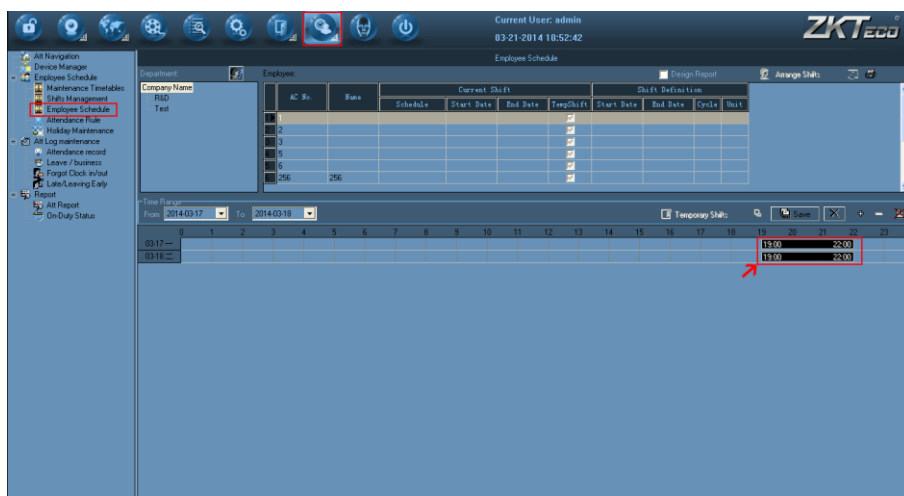 Current User: admin
03-21-2014 10:52:42
ZKTeco
Employee Schedule
Att Navigation
Device Manager
Employee Schedule
Maintenance Timetables
Shifts Management
Employee Schedule
Attendance Rule
Holiday Maintenance
Att Log maintenance
Attendance record
Leave / business
Forgot Clock in/out
Late/Leaving Early
Report
Att Report
On-Duty Status
Department:
Company Name
R&D
Test
Employee:
Design Report
Arrange Shifts
AC No. Name Current Shift Shift Definition
Schedule Start Date End Date TempShift Start Date End Date Cycle Unit
1
2
3
5
6
256 256
Time Range
From 2014-03-17 To 2014-03-18
Temporary Shifts
Save
0 1 2 3 4 5 6 7 8 9 10 11 12 13 14 15 16 17 18 19 20 21 22 23
03-17 19:00 22:00
03-18 19:00 22:00